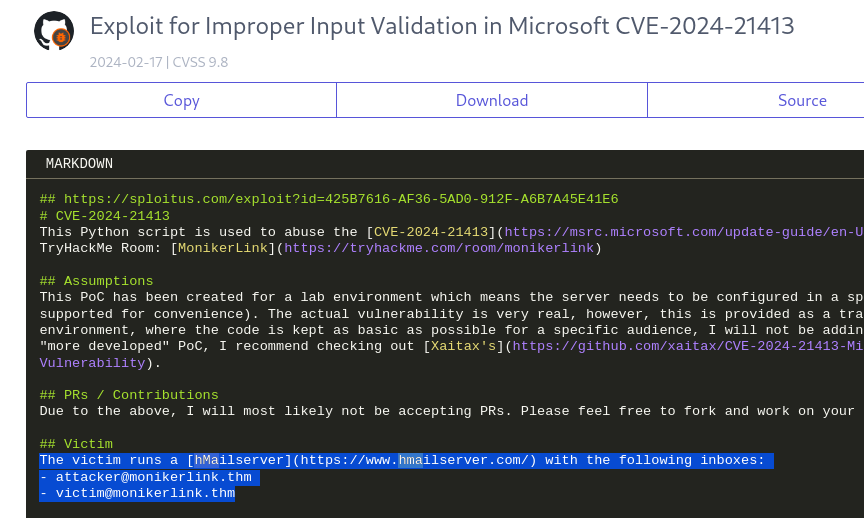 Exploit for Improper Input Validation in Microsoft CVE-2024-21413
2024-02-17 | CVSS 9.8
Copy
Download
Source
MARKDOWN
## https://sploitus.com/exploit?id=425B7616-AF36-5AD0-912F-A6B7A45E41E6
# CVE-2024-21413
This Python script is used to abuse the [CVE-2024-21413](https://msrc.microsoft.com/update-guide/en-U
TryHackMe Room: [MonikerLink](https://tryhackme.com/room/monikerlink)
## Assumptions
This PoC has been created for a lab environment which means the server needs to be configured in a sp
supported for convenience). The actual vulnerability is very real, however, this is provided as a tra
environment, where the code is kept as basic as possible for a specific audience, I will not be addin
"more developed" PoC, I recommend checking out [Xaitax's](https://github.com/xaitax/CVE-2024-21413-Mi
Vulnerability).
## PRs / Contributions
Due to the above, I will most likely not be accepting PRs. Please feel free to fork and work on your
## Victim
The victim runs a [hMailserver](https://www.hmailserver.com/) with the following inboxes:
- attacker@monikerlink.thm
- victim@monikerlink.thm